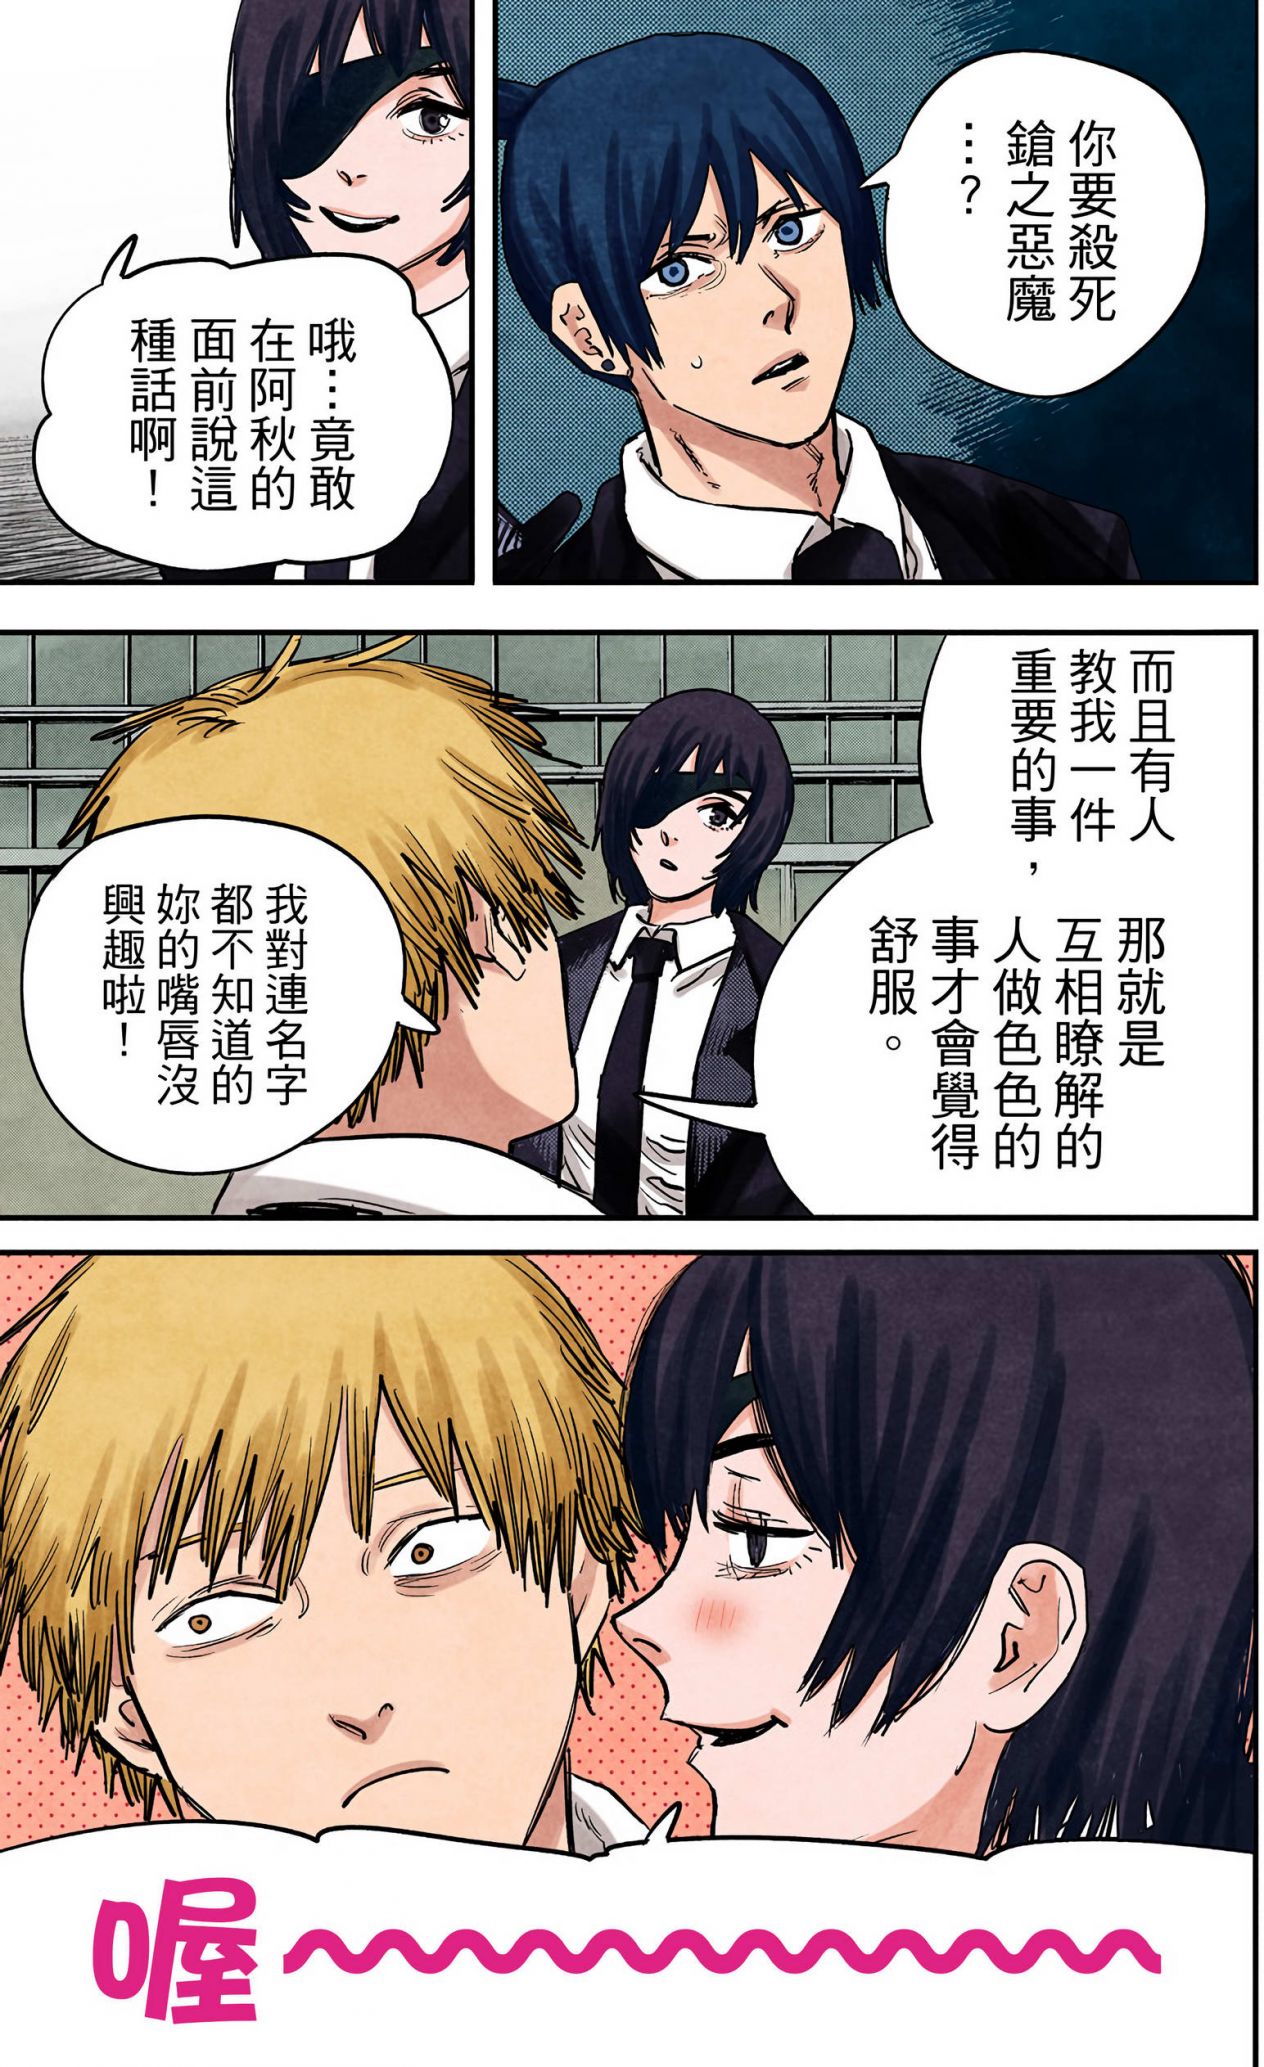 你要殺死
鎗之惡魔
…?
哦…竟敢
在阿秋的
面前說這
種話啊！
而且有人
教我一件
重要的事，
那就是
互相瞭解的
人做色色的
事才會覺得
舒服。
我對連名字
都不知道的
妳的嘴唇沒
興趣啦！
喔～～～～～～～～